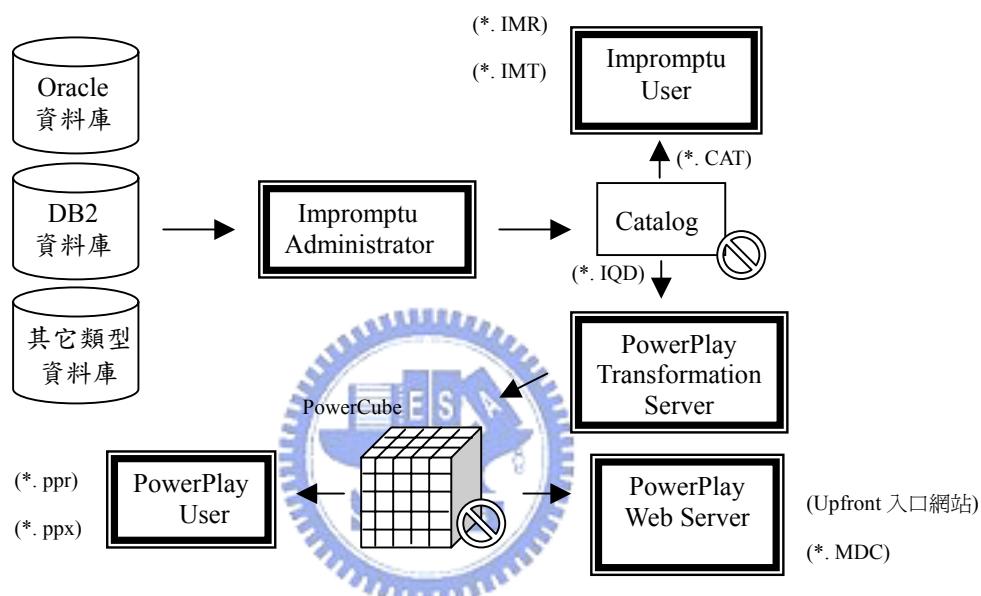 (*. IMR)
(*. IMT)
Impromptu
User
Oracle
資料庫
(*. CAT)
DB2
資料庫
Impromptu
Administrator
Catalog
(*. IQD)
其它類型
資料庫
PowerPlay
Transformation
Server
E S A
PowerCube
(*. ppr)
(*. ppx)
PowerPlay
User
PowerPlay
Web Server
(Upfront 入口網站)
(*. MDC)